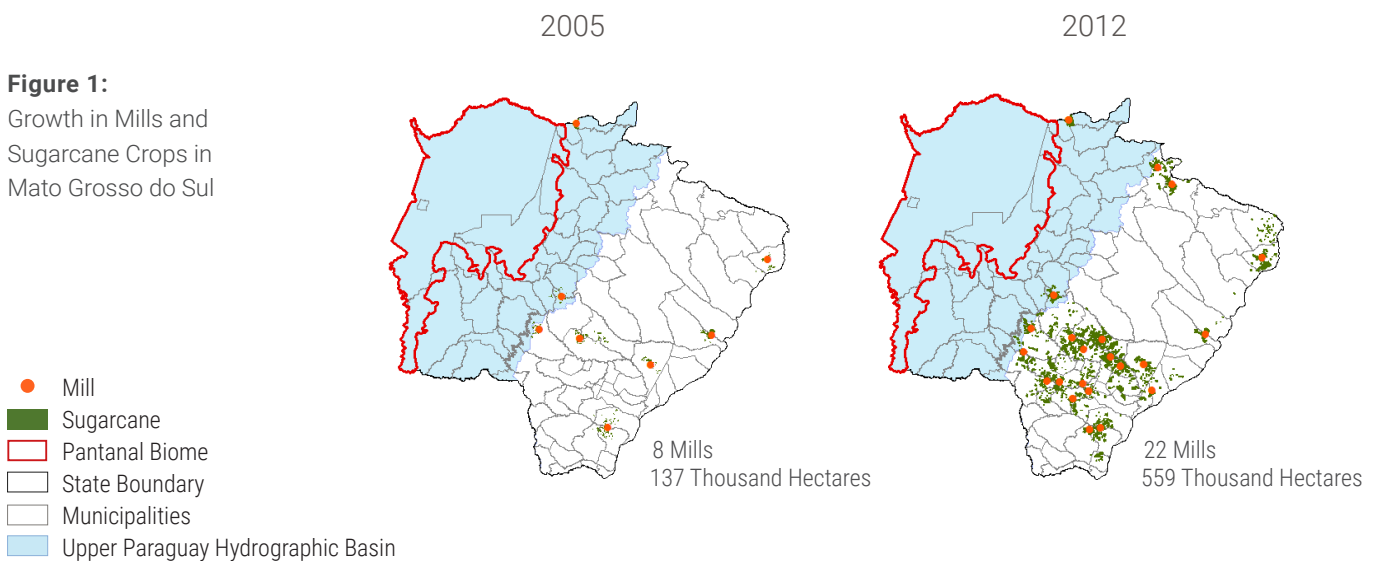 2005
2012
Figure 1:
Growth in Mills and
Sugarcane Crops in
Mato Grosso do Sul
Mill
Sugarcane
Pantanal Biome
State Boundary
Municipalities
Upper Paraguay Hydrographic Basin
8 Mills
137 Thousand Hectares
22 Mills
559 Thousand Hectares